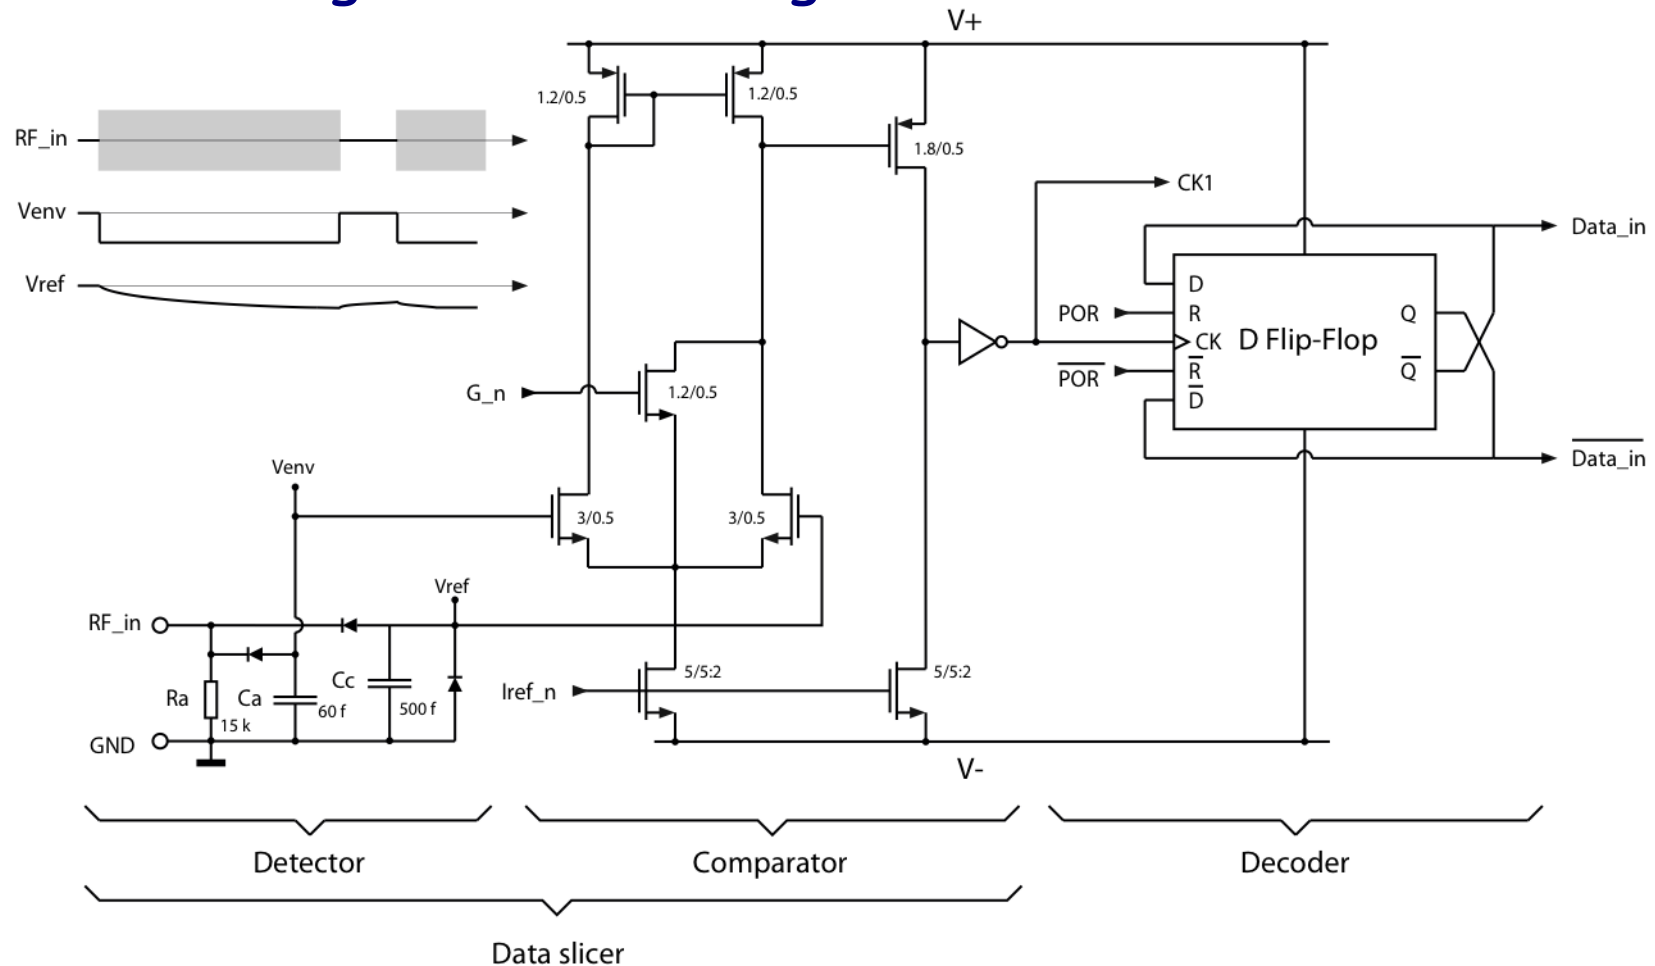 V+
1.2/0.5
1.2/0.5
RF_in
1.8/0.5
CK1
Venv
Data_in
Vref
D
POR
R
Q
CK
D Flip-Flop
POR
R
Q
D
G_n
1.2/0.5
Data_in
Venv
3/0.5
3/0.5
Vref
RF_in
Iref_n
5/5:2
5/5:2
Ra
15 k
Ca
60 f
Cc
500 f
GND
V-
Detector
Comparator
Decoder
Data slicer